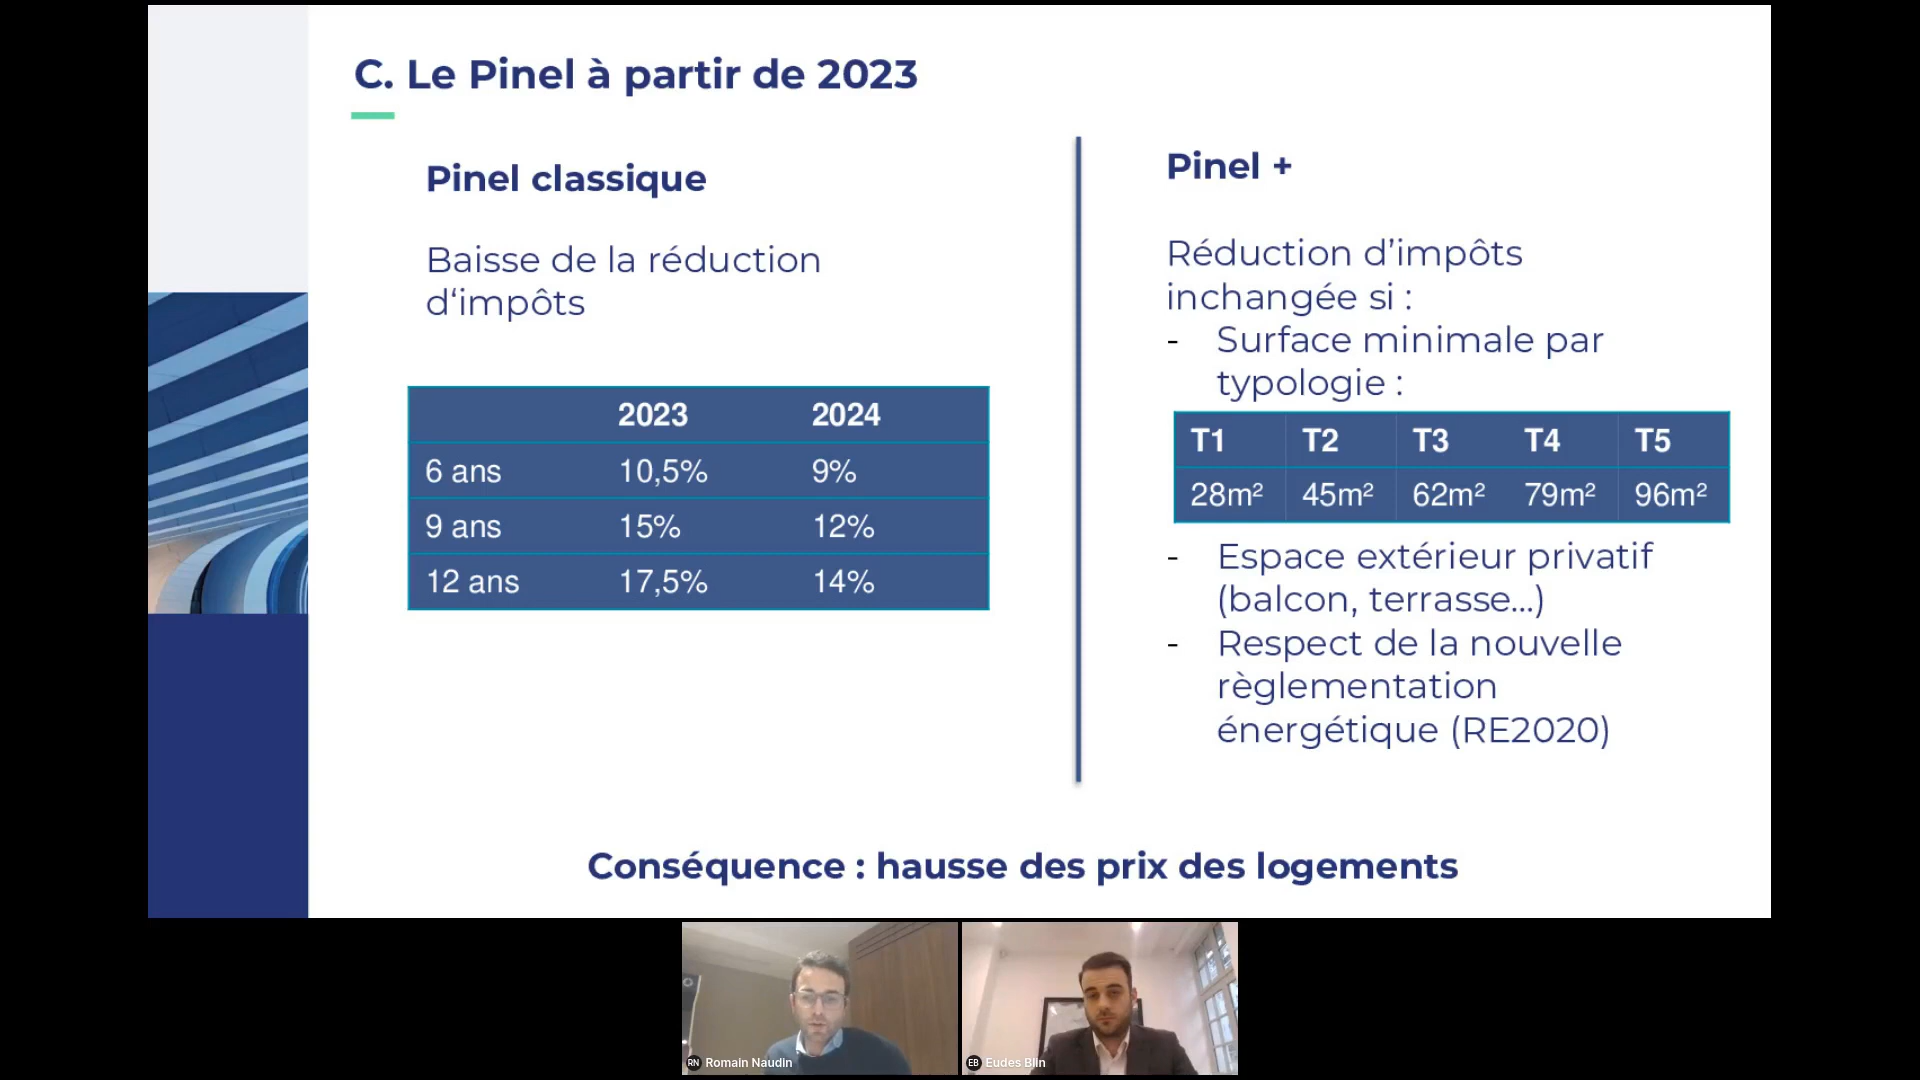 C. Le Pinel à partir de 2023
Pinel classique
Baisse de la réduction
d‘impôts
2023 2024
6 ans 10,5% 9%
9 ans 15% 12%
12 ans 17,5% 14%
Pinel +
Réduction d’impôts
inchangée si :
- Surface minimale par
typologie :
T1 T2 T3 T4 T5
28m² 45m² 62m² 79m² 96m²
- Espace extérieur privatif
(balcon, terrasse...)
- Respect de la nouvelle
règlementation
énergétique (RE2020)
Conséquence : hausse des prix des logements
RN Romain Naudin
EB Eudes Blin